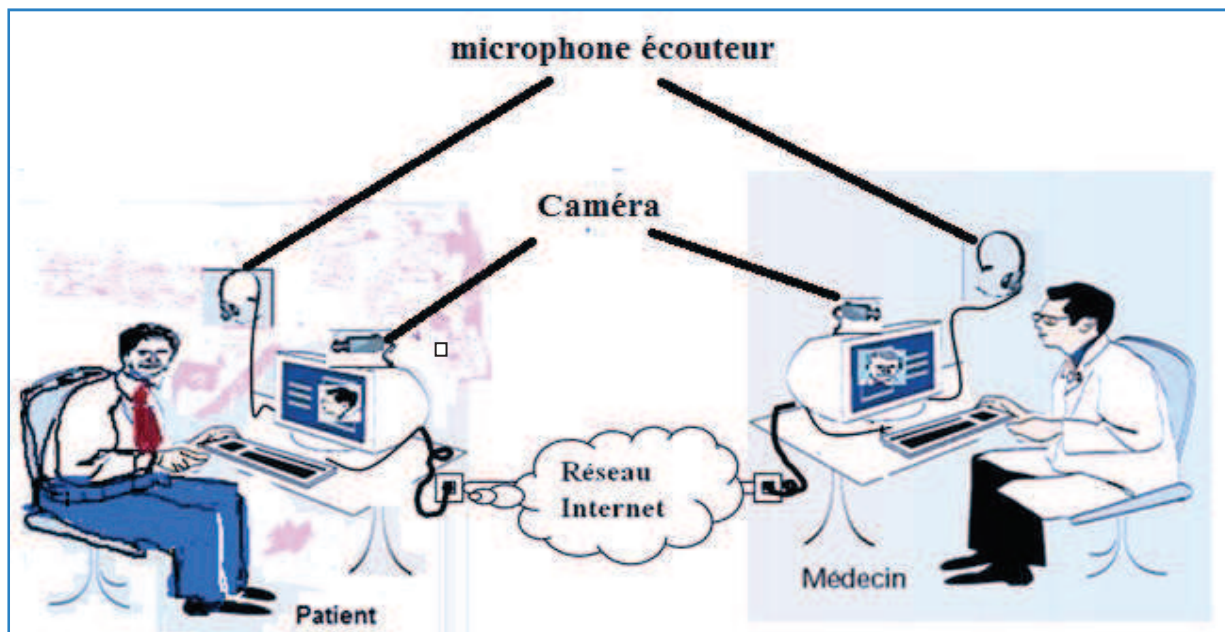 microphone écouteur
Caméra
Réseau
Internet
Médecin
Patient